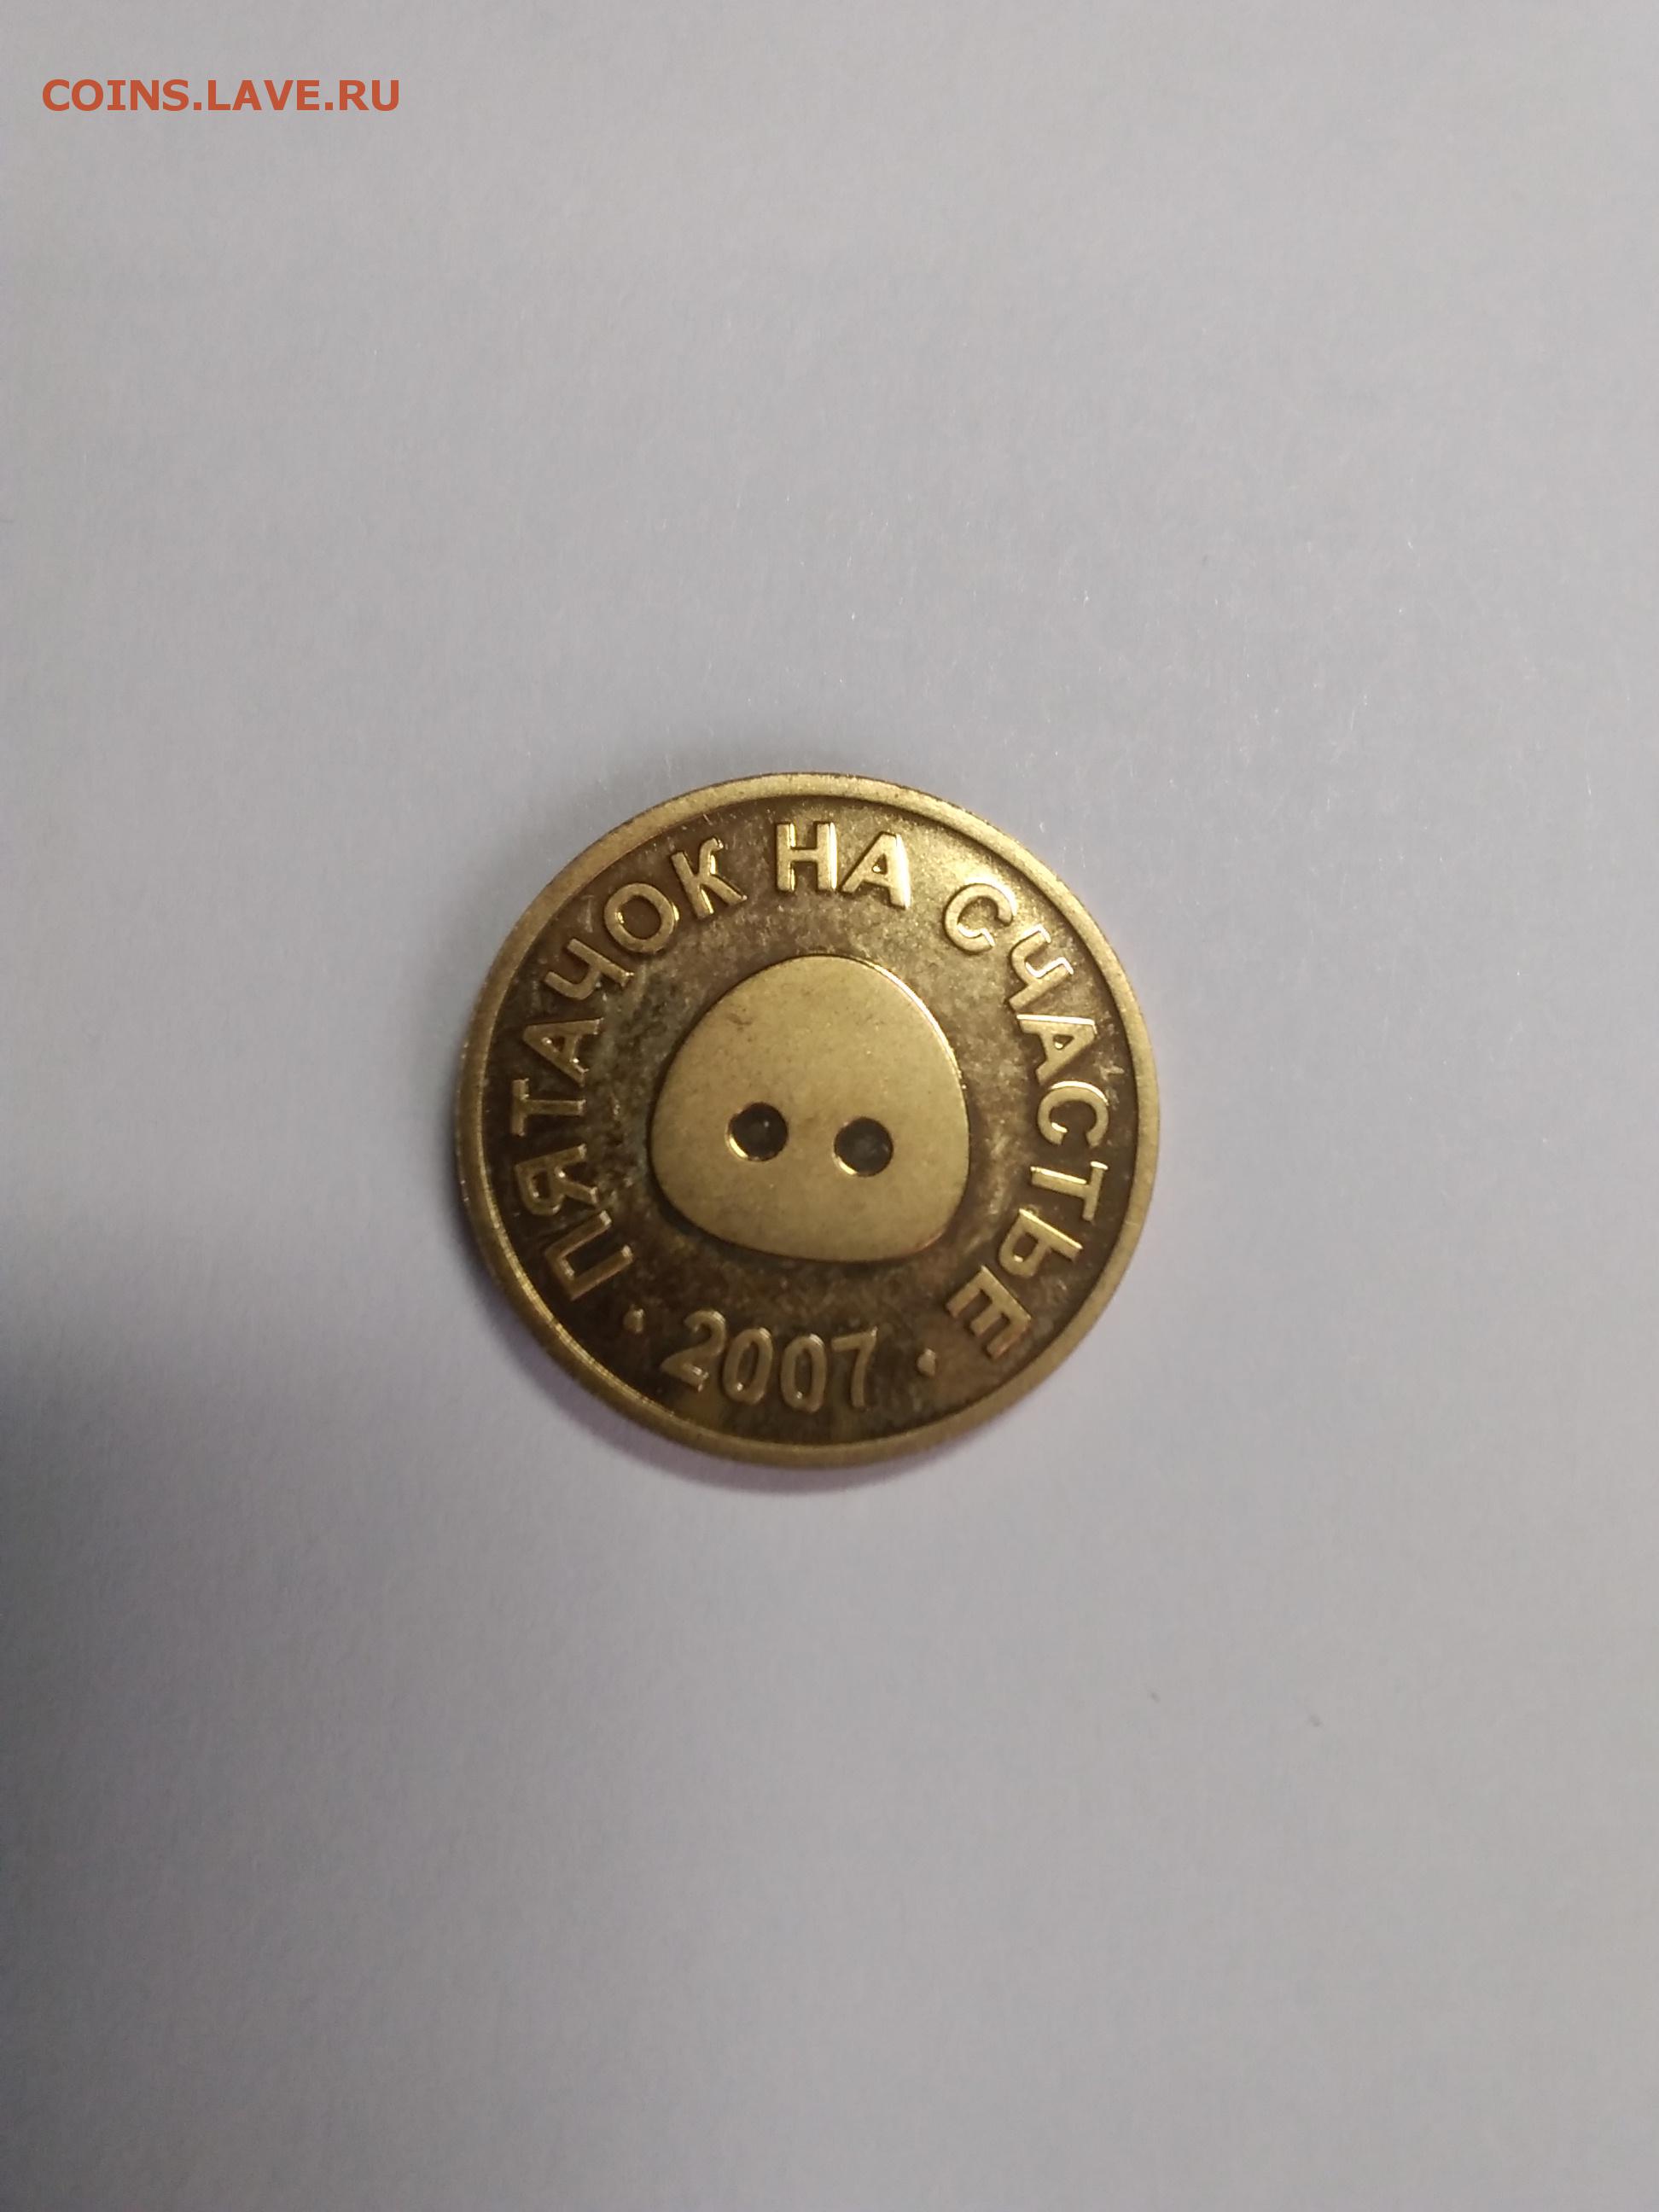 COINS.LAVE.RU
ПЯТАЧОК НА СЧАСТЬЕ
· 2007 ·